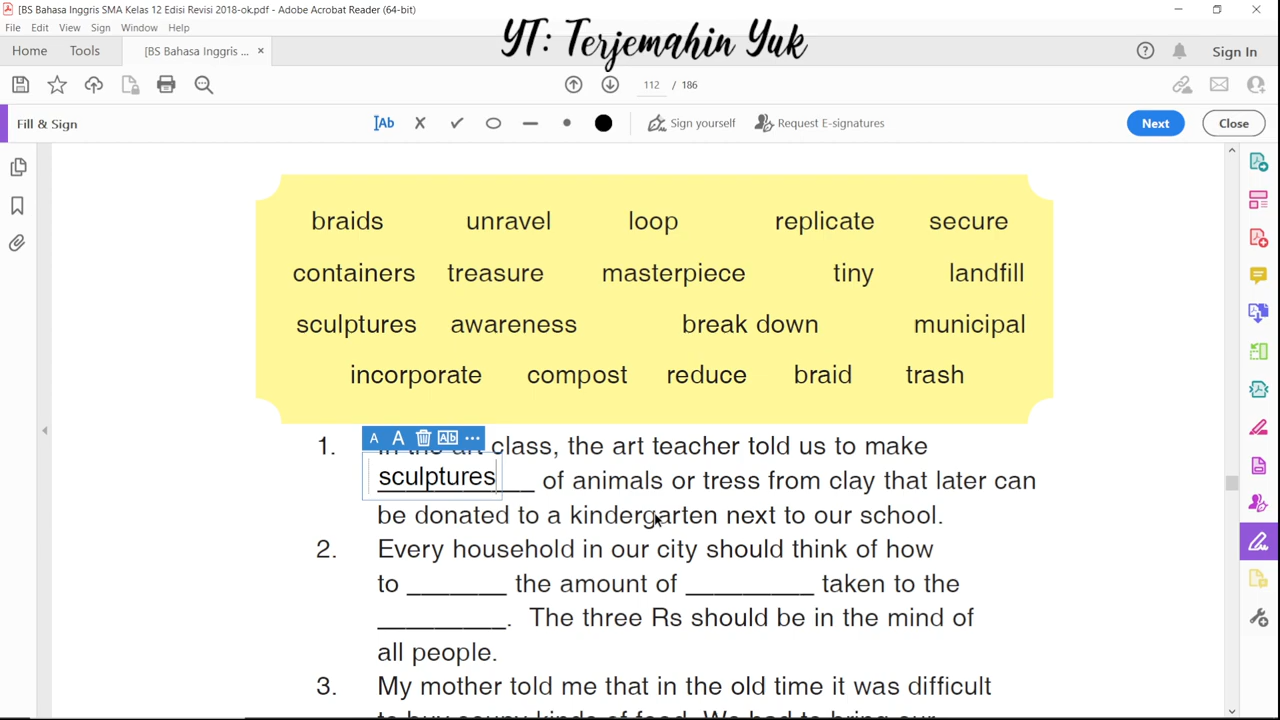 [BS Bahasa Inggris SMA Kelas 12 Edisi Revisi 2018-ok.pdf - Adobe Acrobat Reader (64-bit)
YT: Terjemahin Yuk
File Edit View Sign Window Help
Home Tools [BS Bahasa Inggris ... × Sign In
112 / 186
Fill & Sign Ab Sign yourself Request E-signatures Next Close
braids unravel loop replicate secure
containers treasure masterpiece tiny landfill
sculptures awareness break down municipal
incorporate compost reduce braid trash
A A Ab ...
1. In the art class, the art teacher told us to make
sculptures___ of animals or tress from clay that later can
be donated to a kindergarten next to our school.
2. Every household in our city should think of how
to _______ the amount of _________ taken to the
_________. The three Rs should be in the mind of
all people.
3. My mother told me that in the old time it was difficult